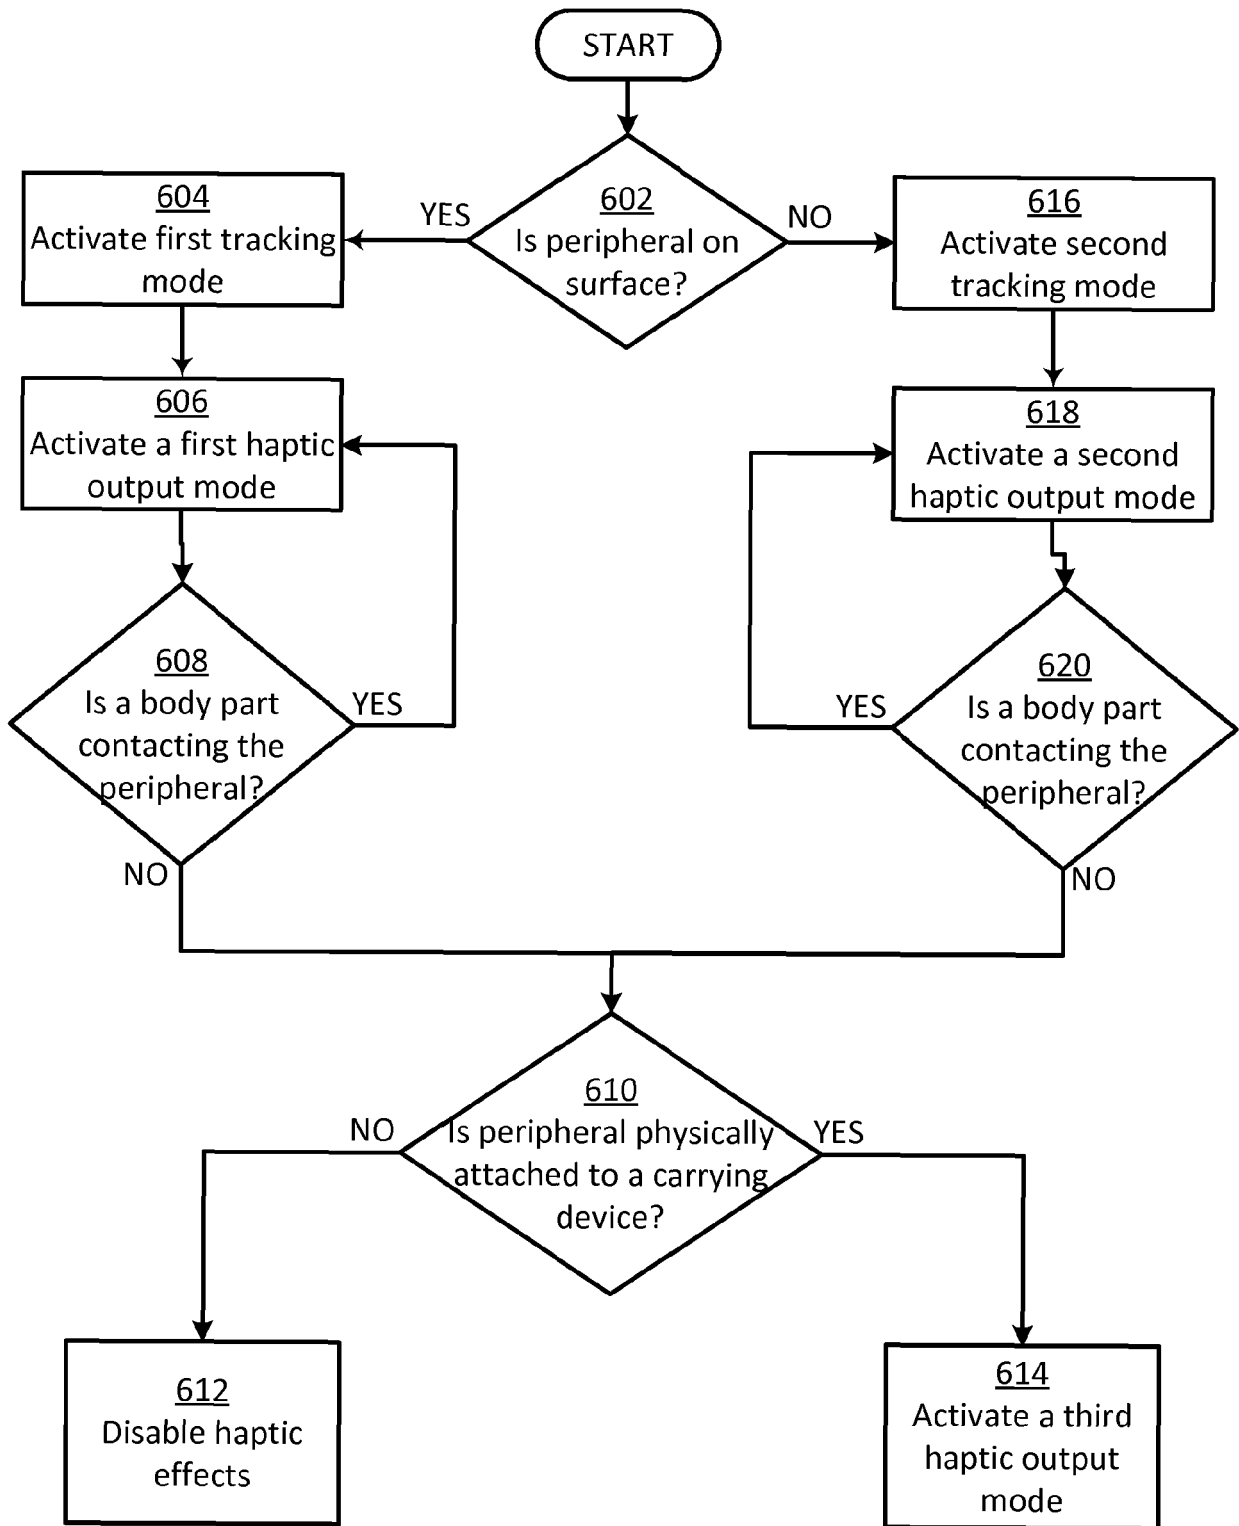 START
602
Is peripheral on
surface?
YES
NO
604
Activate first tracking
mode
616
Activate second
tracking mode
606
Activate a first haptic
output mode
618
Activate a second
haptic output mode
608
Is a body part
contacting the
peripheral?
YES
NO
620
Is a body part
contacting the
peripheral?
YES
NO
610
Is peripheral physically
attached to a carrying
device?
NO
YES
612
Disable haptic
effects
614
Activate a third
haptic output
mode